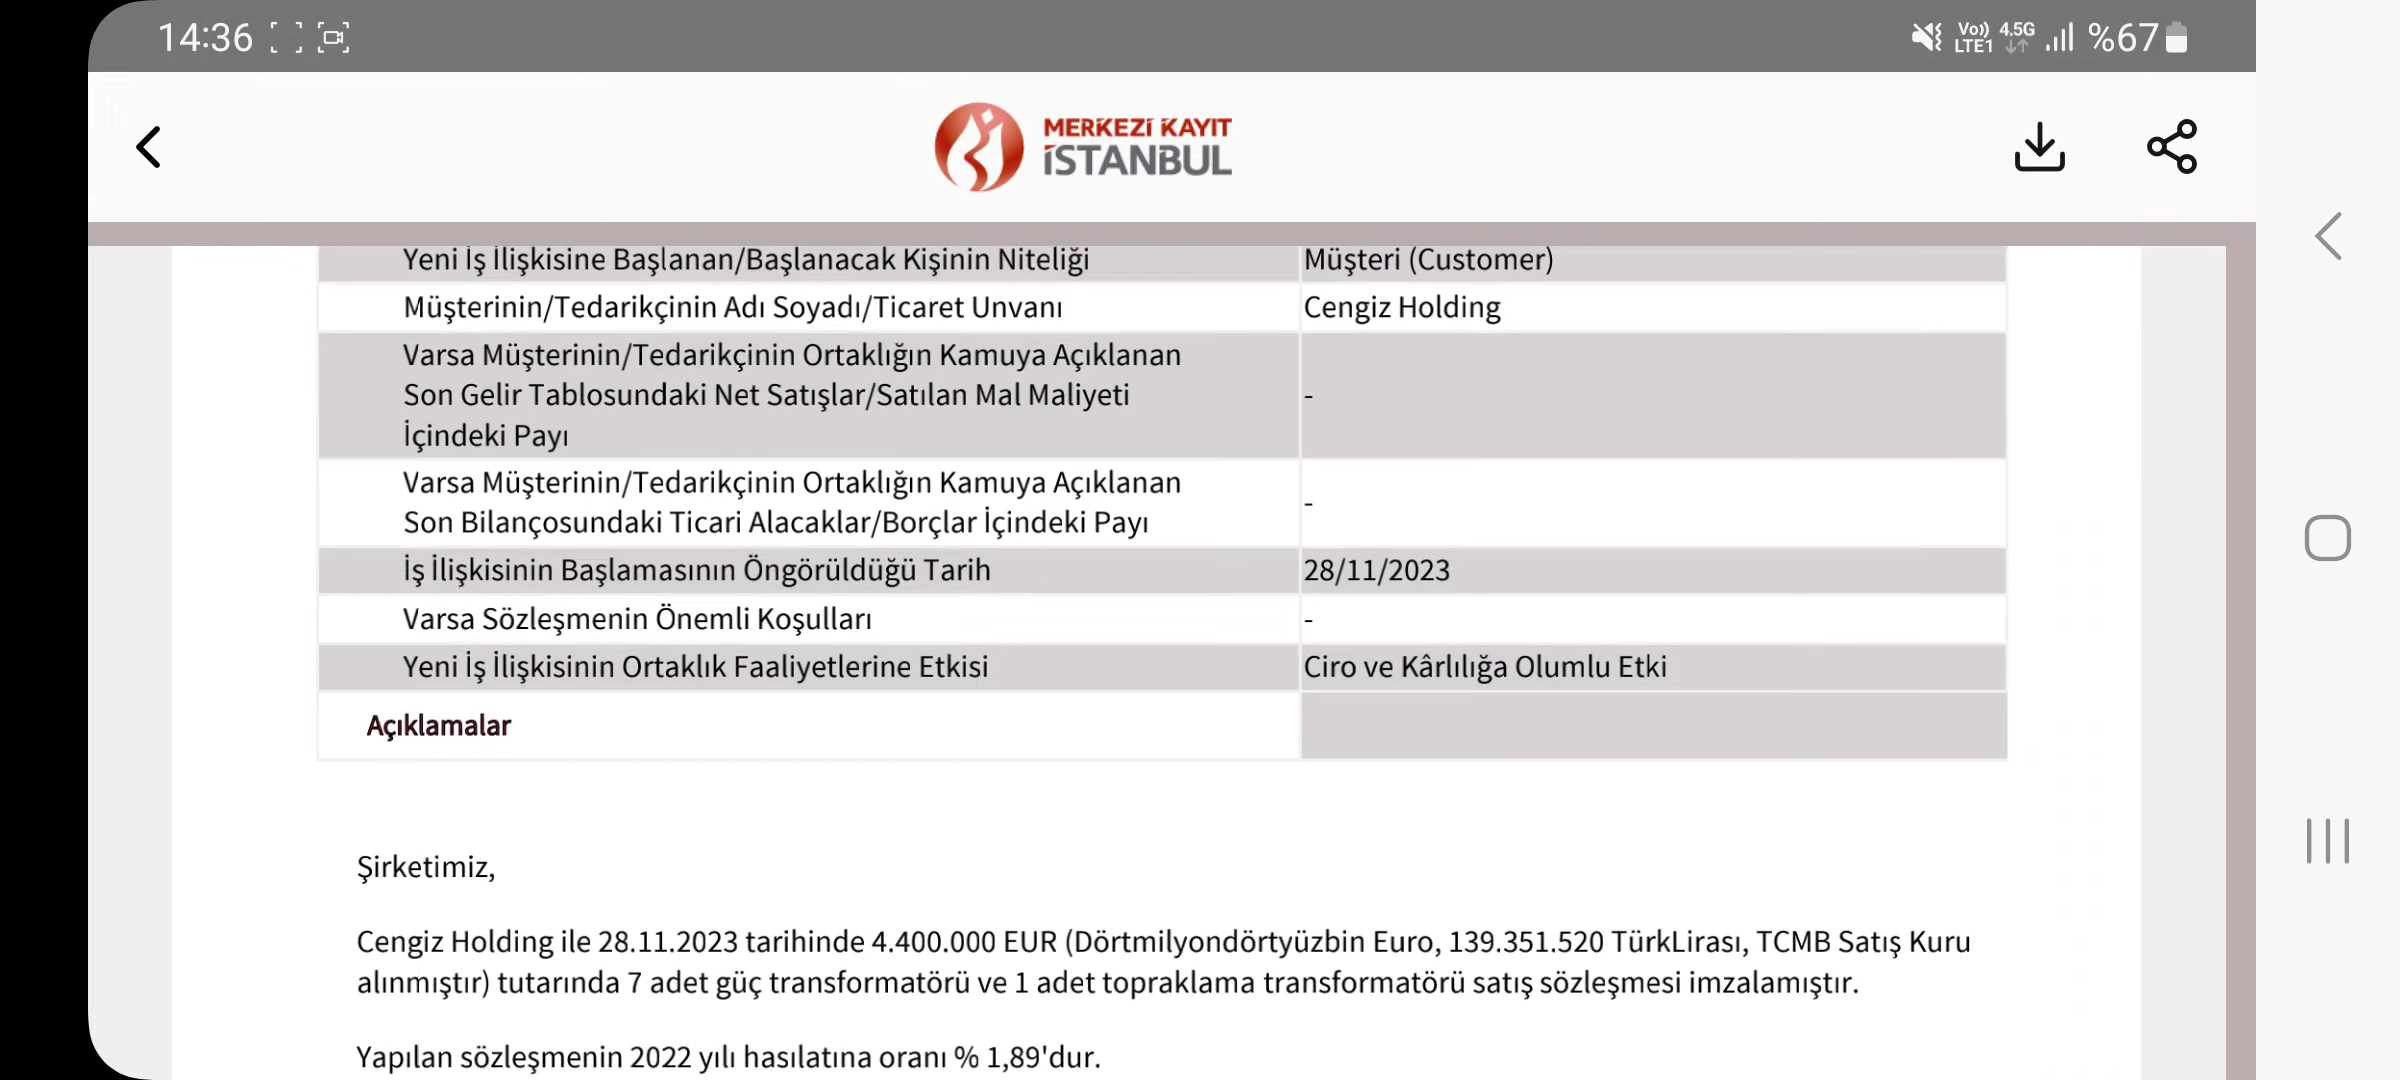 14:36
Vo)) LTE1 4.5G %67
MERKEZİ KAYIT
İSTANBUL
Yeni İş İlişkisine Başlanan/Başlanacak Kişinin Niteliği
Müşteri (Customer)
Müşterinin/Tedarikçinin Adı Soyadı/Ticaret Unvanı
Cengiz Holding
Varsa Müşterinin/Tedarikçinin Ortaklığın Kamuya Açıklanan
Son Gelir Tablosundaki Net Satışlar/Satılan Mal Maliyeti
İçindeki Payı
-
Varsa Müşterinin/Tedarikçinin Ortaklığın Kamuya Açıklanan
Son Bilançosundaki Ticari Alacaklar/Borçlar İçindeki Payı
-
İş İlişkisinin Başlamasının Öngörüldüğü Tarih
28/11/2023
Varsa Sözleşmenin Önemli Koşulları
-
Yeni İş İlişkisinin Ortaklık Faaliyetlerine Etkisi
Ciro ve Kârlılığa Olumlu Etki
Açıklamalar
Şirketimiz,
Cengiz Holding ile 28.11.2023 tarihinde 4.400.000 EUR (Dörtmilyondörtyüzbin Euro, 139.351.520 TürkLirası, TCMB Satış Kuru
alınmıştır) tutarında 7 adet güç transformatörü ve 1 adet topraklama transformatörü satış sözleşmesi imzalamıştır.
Yapılan sözleşmenin 2022 yılı hasılatına oranı % 1,89'dur.